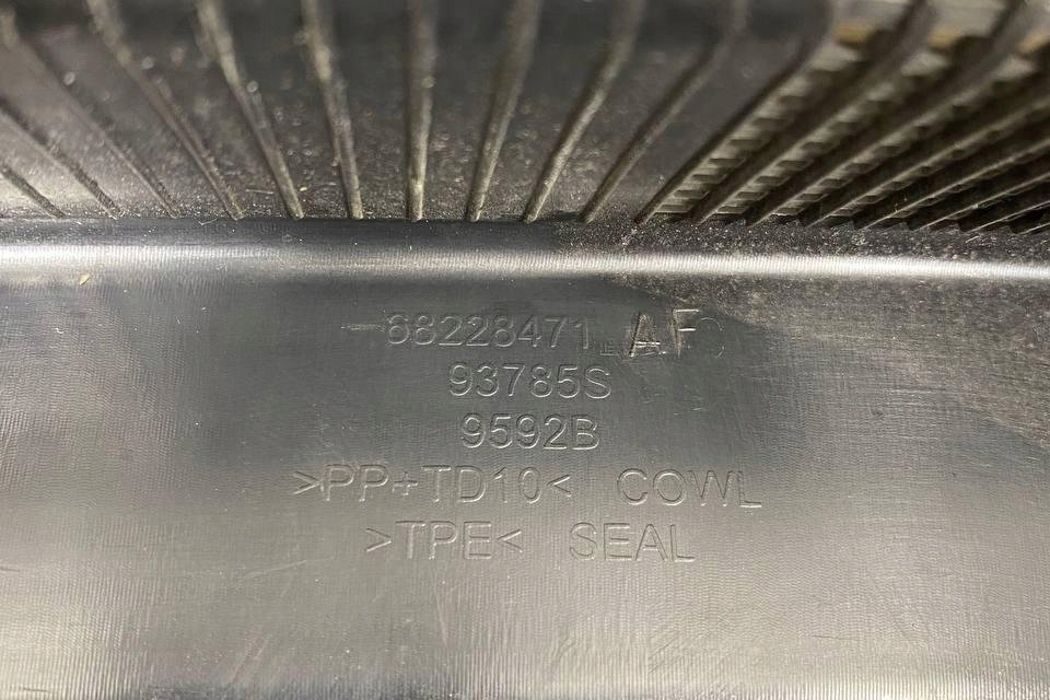 68228471 AF
93785S
9592B
>PP+TD10< COWL
>TPE< SEAL